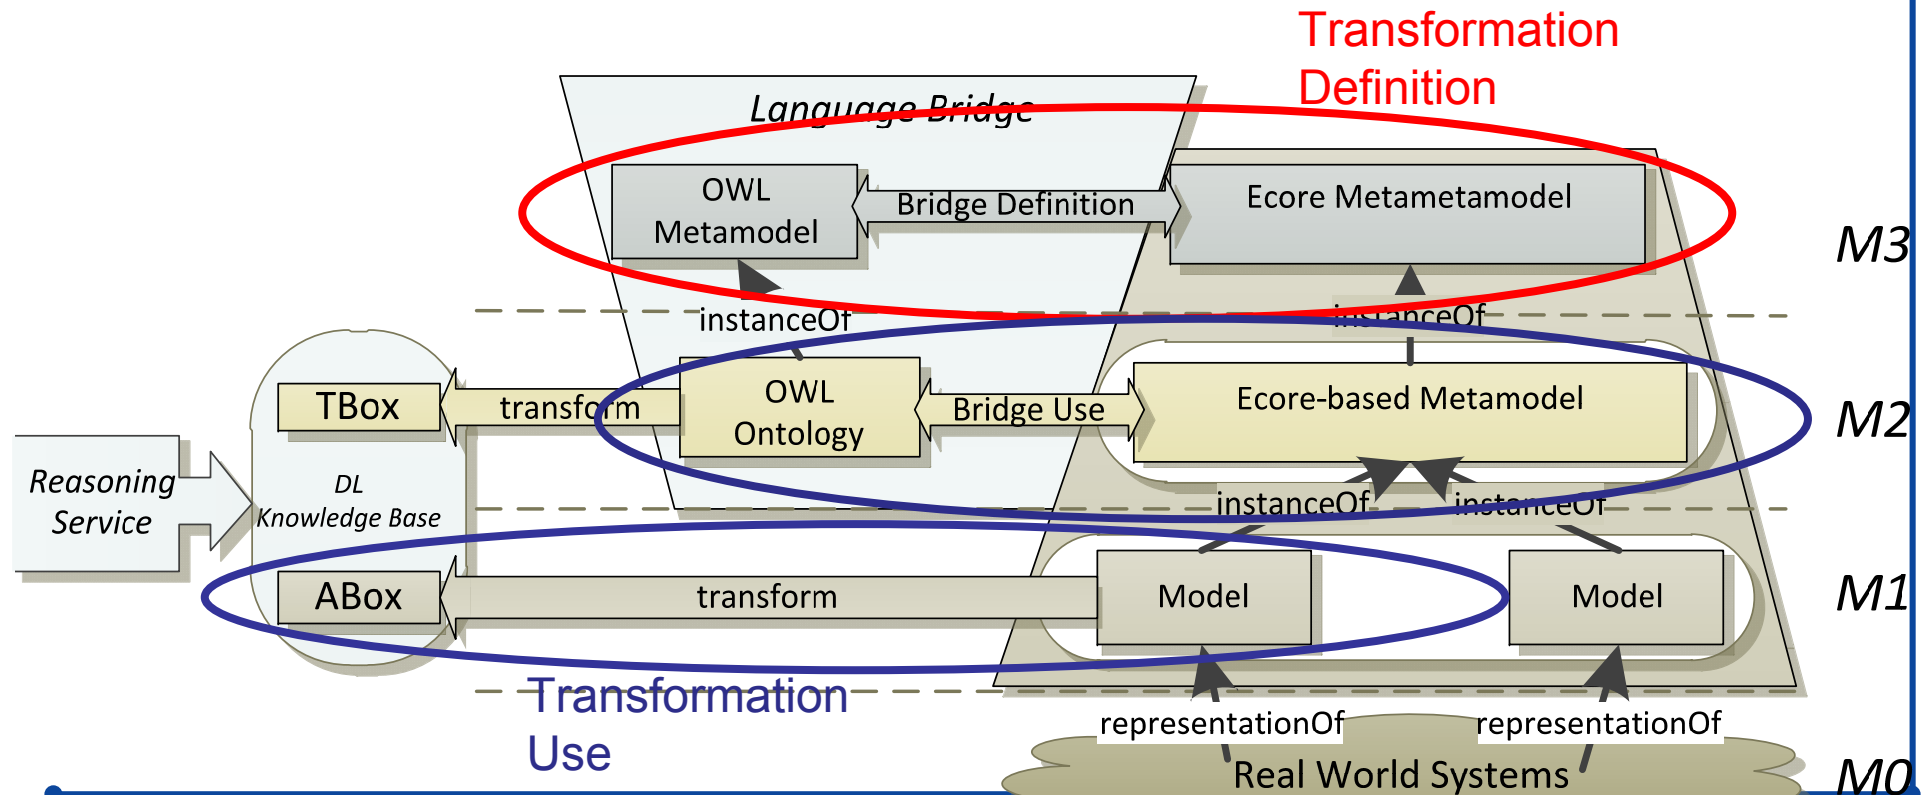 Transformation
Definition
Language Bridge
OWL
Metamodel
Bridge Definition
Ecore Metametamodel
M3
instanceOf
instanceOf
TBox
transform
OWL
Ontology
Bridge Use
Ecore-based Metamodel
M2
Reasoning
Service
DL
Knowledge Base
instanceOf
instanceOf
ABox
transform
Model
Model
M1
Transformation
Use
representationOf
representationOf
Real World Systems
M0